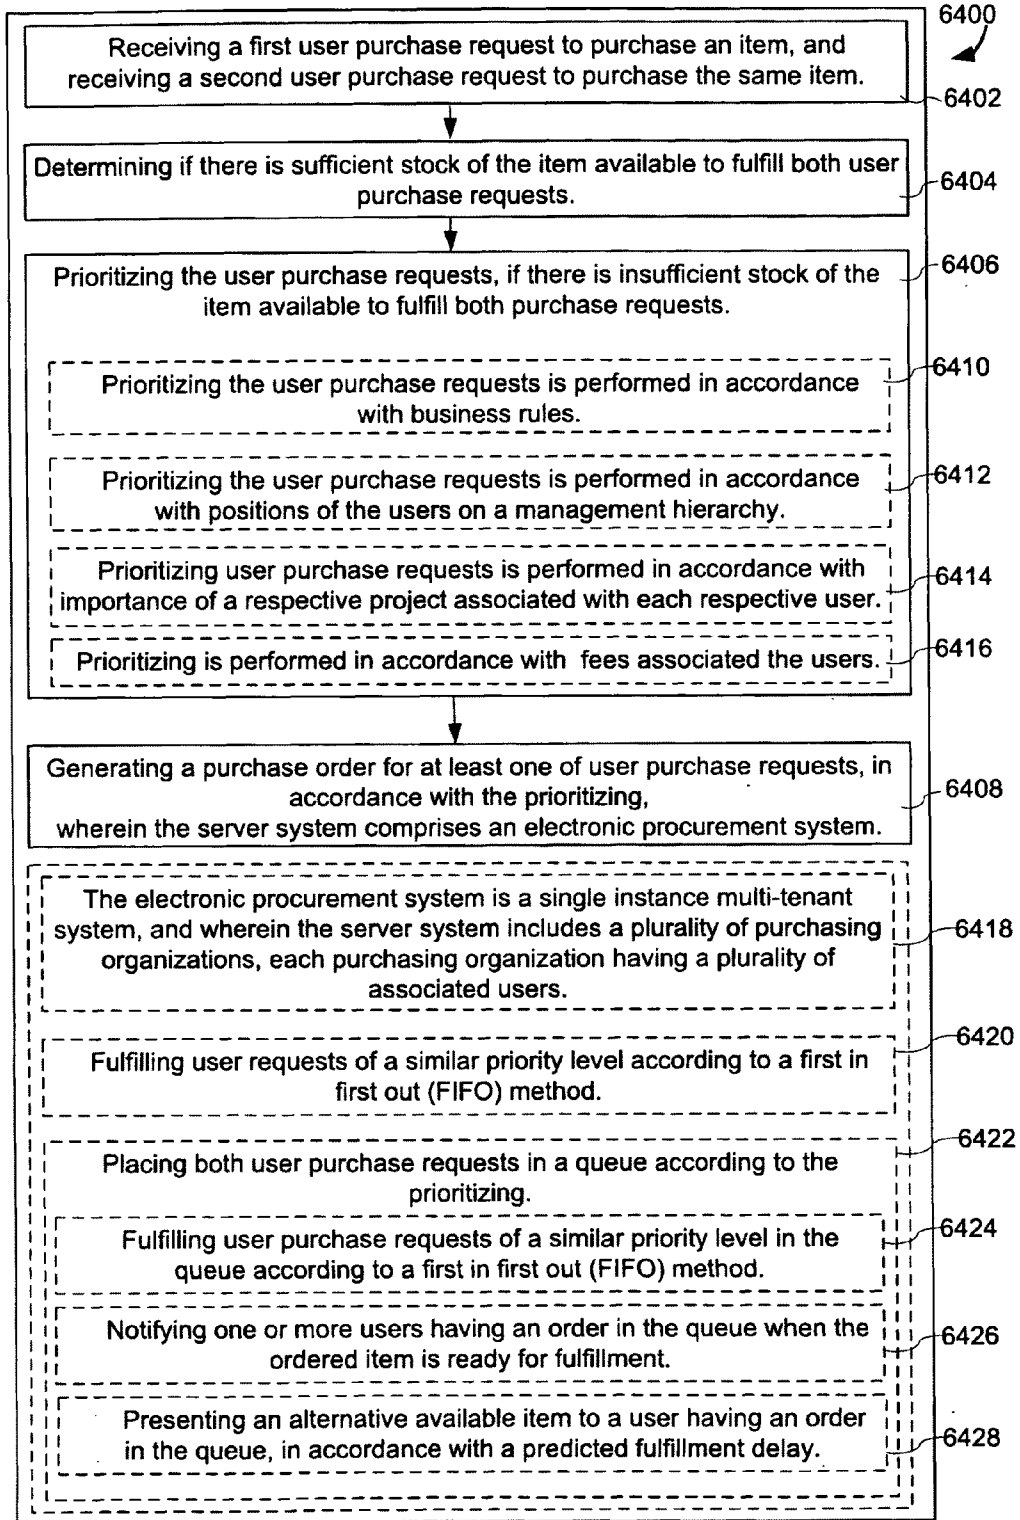 6400
Receiving a first user purchase request to purchase an item, and
receiving a second user purchase request to purchase the same item.
6402
Determining if there is sufficient stock of the item available to fulfill both user
purchase requests.
6404
Prioritizing the user purchase requests, if there is insufficient stock of the
item available to fulfill both purchase requests.
6406
Prioritizing the user purchase requests is performed in accordance
with business rules.
6410
Prioritizing the user purchase requests is performed in accordance
with positions of the users on a management hierarchy.
6412
Prioritizing user purchase requests is performed in accordance with
importance of a respective project associated with each respective user.
6414
Prioritizing is performed in accordance with fees associated the users.
6416
Generating a purchase order for at least one of user purchase requests, in
accordance with the prioritizing,
wherein the server system comprises an electronic procurement system.
6408
The electronic procurement system is a single instance multi-tenant
system, and wherein the server system includes a plurality of purchasing
organizations, each purchasing organization having a plurality of
associated users.
6418
Fulfilling user requests of a similar priority level according to a first in
first out (FIFO) method.
6420
Placing both user purchase requests in a queue according to the
prioritizing.
6422
Fulfilling user purchase requests of a similar priority level in the
queue according to a first in first out (FIFO) method.
6424
Notifying one or more users having an order in the queue when the
ordered item is ready for fulfillment.
6426
Presenting an alternative available item to a user having an order
in the queue, in accordance with a predicted fulfillment delay.
6428